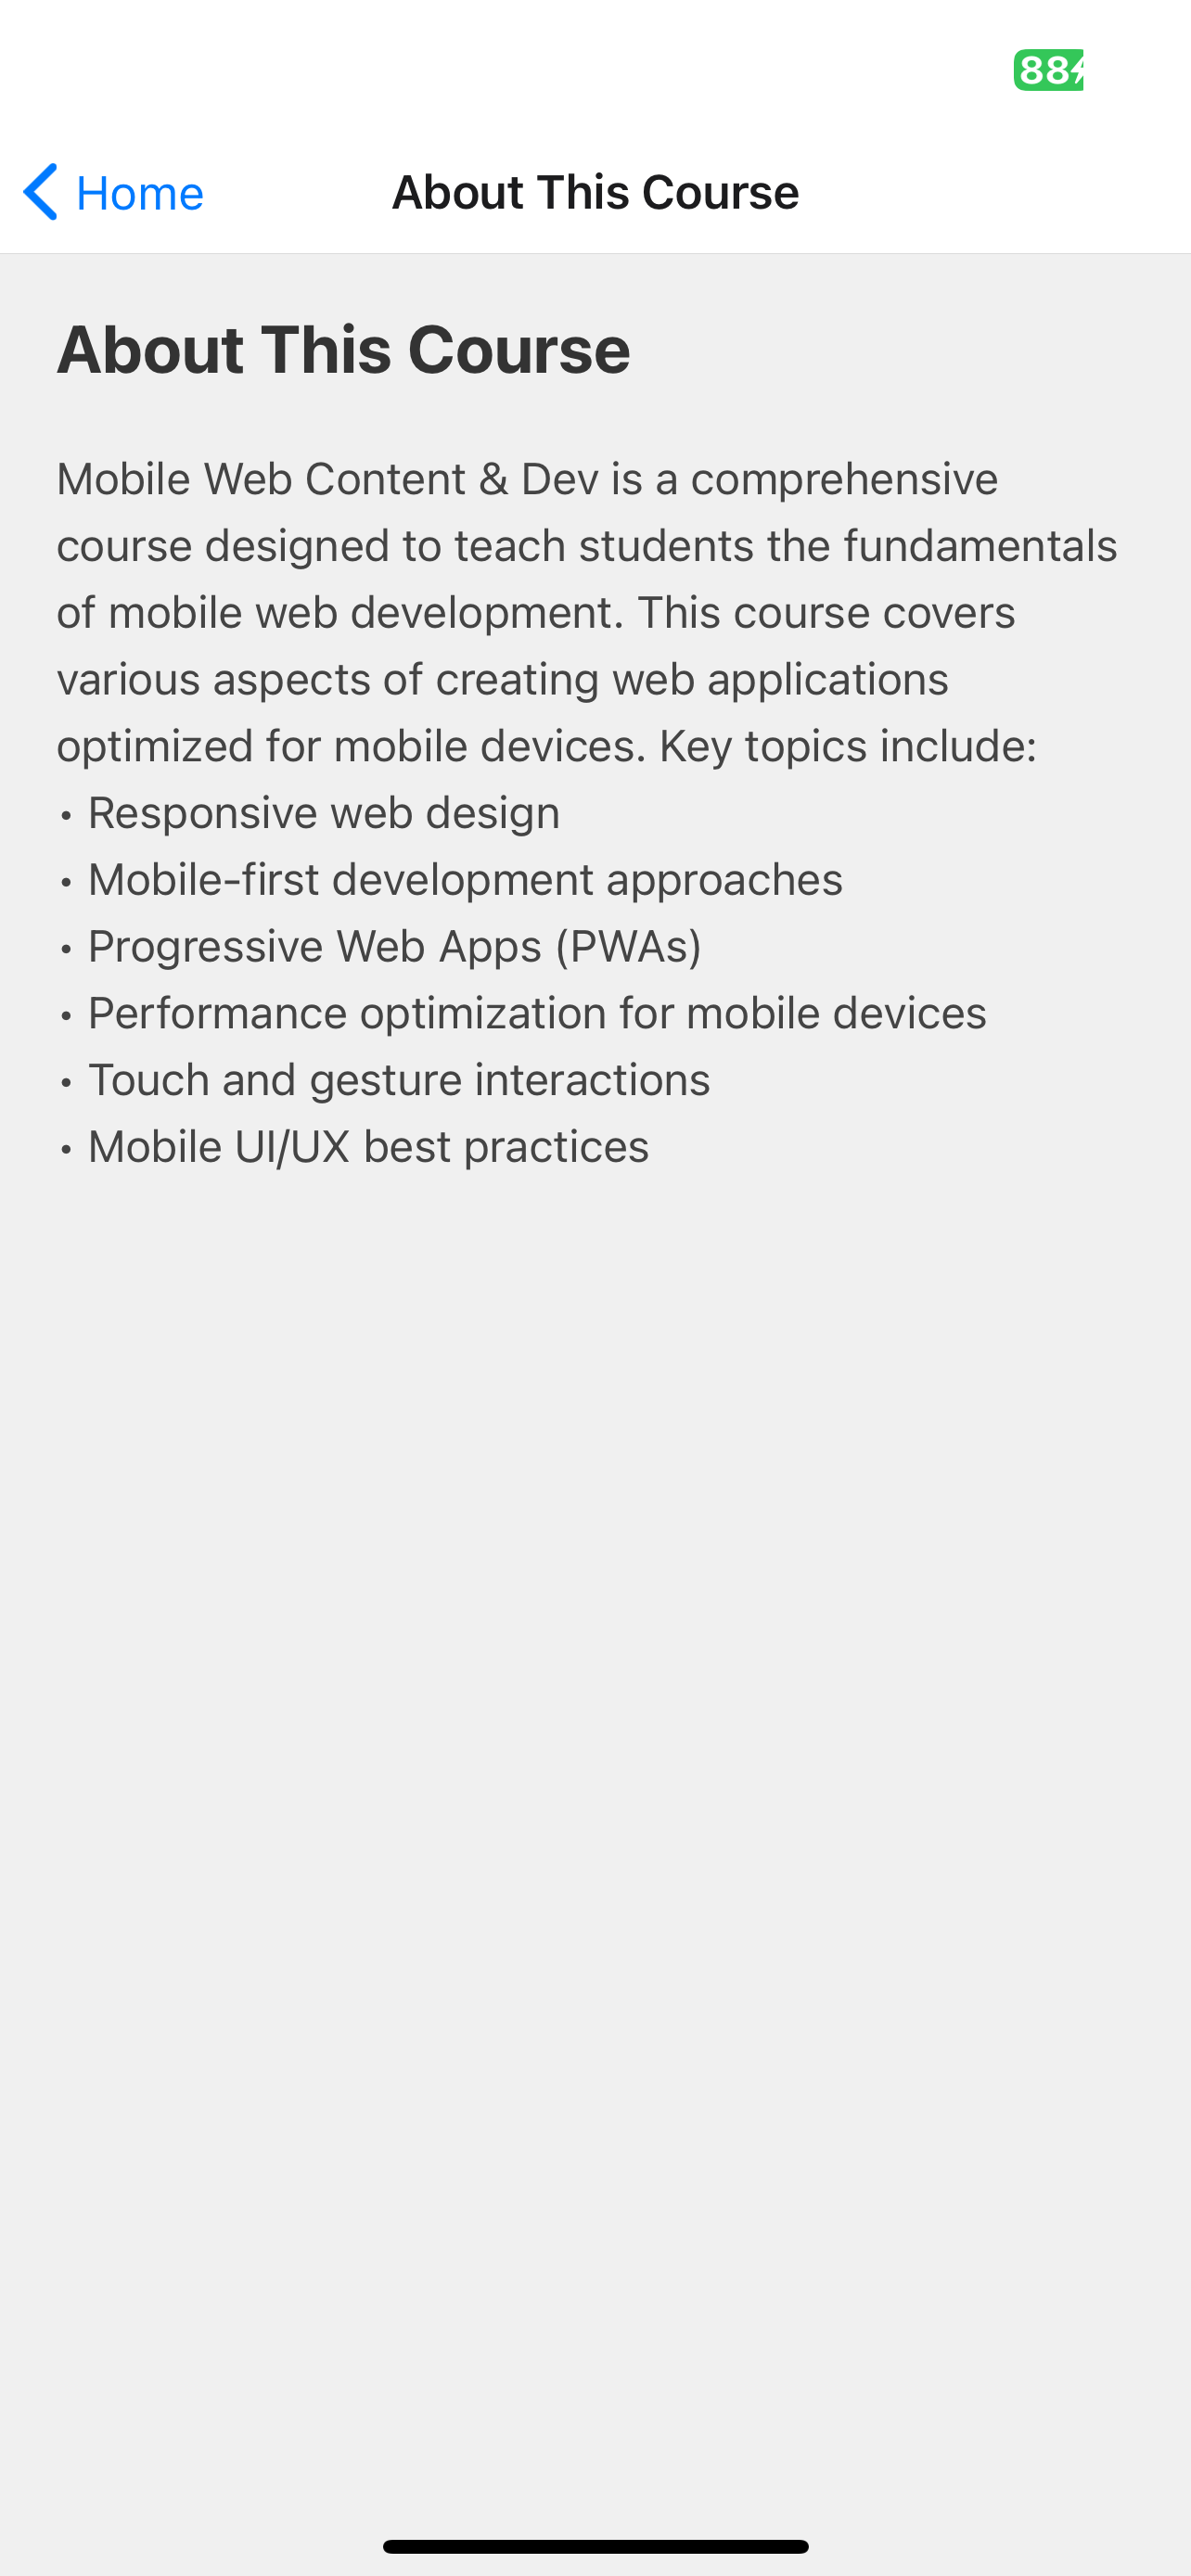 88
Home
About This Course
About This Course
Mobile Web Content & Dev is a comprehensive
course designed to teach students the fundamentals
of mobile web development. This course covers
various aspects of creating web applications
optimized for mobile devices. Key topics include:
• Responsive web design
• Mobile-first development approaches
• Progressive Web Apps (PWAs)
• Performance optimization for mobile devices
• Touch and gesture interactions
• Mobile UI/UX best practices